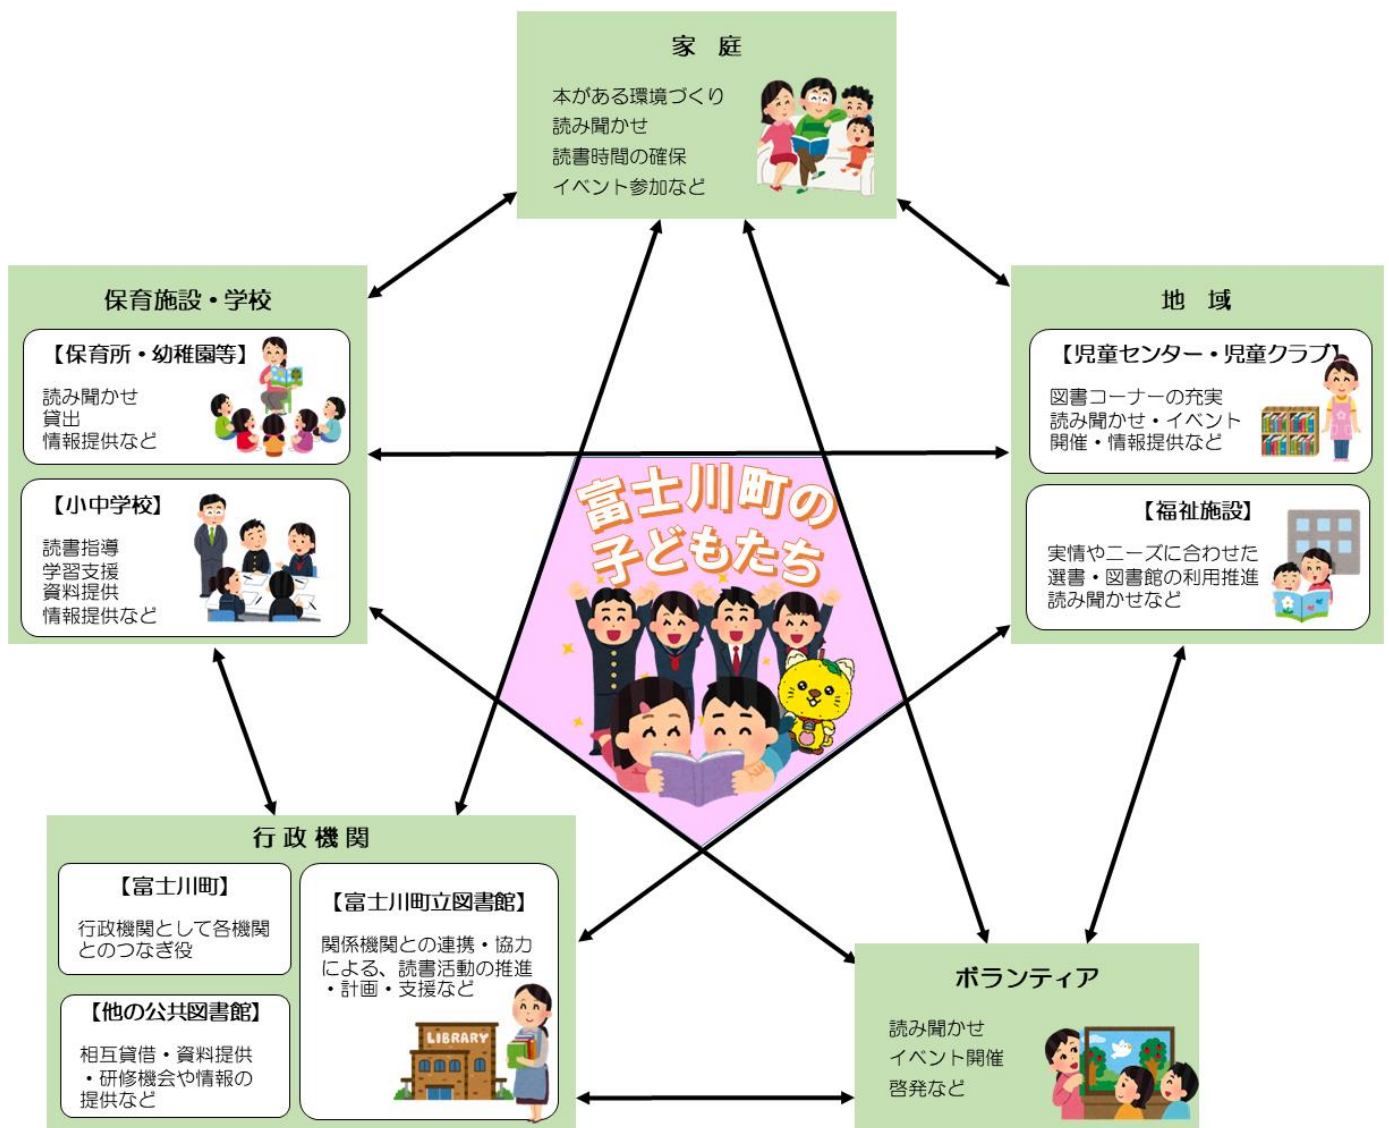 家　庭
本がある環境づくり
読み聞かせ
読書時間の確保
イベント参加など
保育施設・学校
【保育所・幼稚園等】
読み聞かせ
貸出
情報提供など
【小中学校】
読書指導
学習支援
資料提供
情報提供など
地　域
【児童センター・児童クラブ】
図書コーナーの充実
読み聞かせ・イベント
開催・情報提供など
【福祉施設】
実情やニーズに合わせた
選書・図書館の利用推進
読み聞かせなど
富士川町の
子どもたち
行 政 機 関
【富士川町】
行政機関として各機関
とのつなぎ役
【他の公共図書館】
相互貸借・資料提供
・研修機会や情報の
提供など
【富士川町立図書館】
関係機関との連携・協力
による、読書活動の推進
・計画・支援など
LIBRARY
ボランティア
読み聞かせ
イベント開催
啓発など